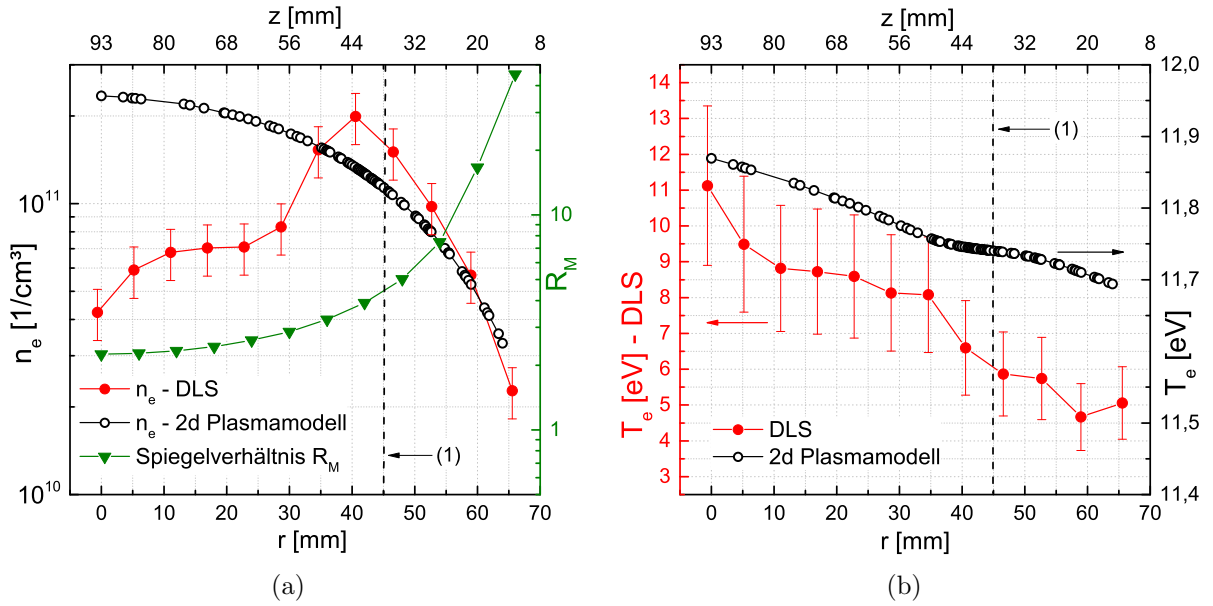 z [mm]
93 80 68 56 44 32 20 8
n_e [1/cm³]
10^11
10^10
10
1
R_M
n_e - DLS
n_e - 2d Plasmamodell
Spiegelverhältnis R_M
(1)
0 10 20 30 40 50 60 70
r [mm]
(a)
z [mm]
93 80 68 56 44 32 20 8
T_e [eV] - DLS
14
13
12
11
10
9
8
7
6
5
4
3
12,0
11,9
11,8
11,7
11,6
11,5
11,4
T_e [eV]
(1)
DLS
2d Plasmamodell
0 10 20 30 40 50 60 70
r [mm]
(b)